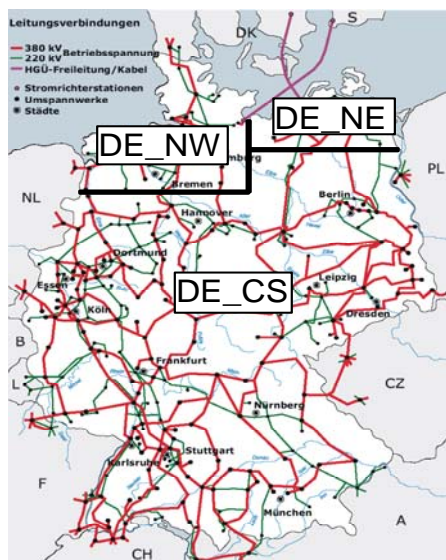 Leitungsverbindungen
380 kV
220 kV
Betriebsspannung
HGÜ-Freileitung/Kabel
Stromrichterstationen
Umspannwerke
Städte
DK
S
DE_NW
DE_NE
Bremen
NL
PL
Berlin
Hannover
Dortmund
DE_CS
Essen
Leipzig
Köln
Dresden
B
Frankfurt
L
CZ
Nürnberg
Karlsruhe
Stuttgart
F
München
A
CH